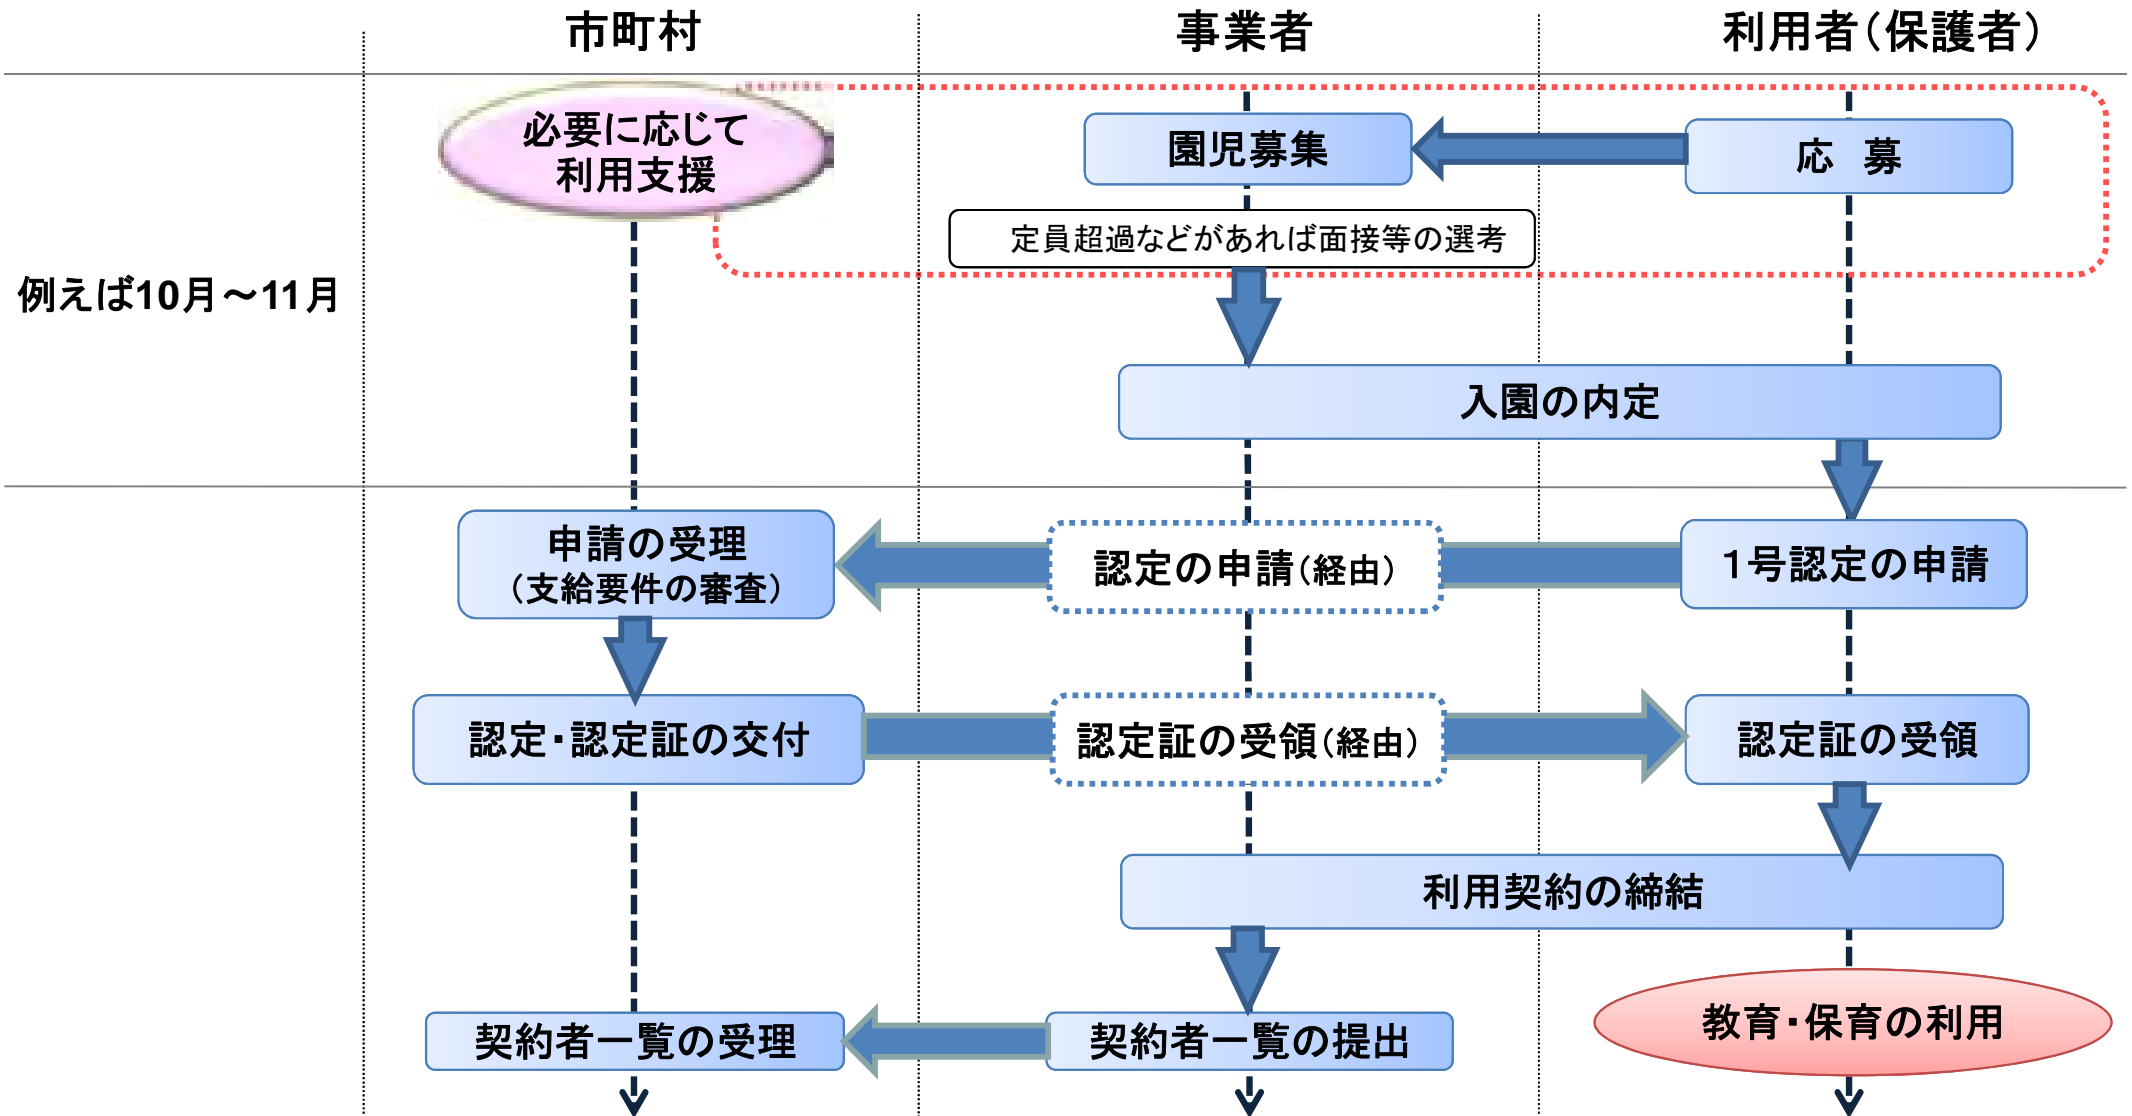 市町村
事業者
利用者（保護者）
必要に応じて
利用支援
園児募集
応　募
定員超過などがあれば面接等の選考
例えば10月～11月
入園の内定
申請の受理
（支給要件の審査）
認定の申請（経由）
１号認定の申請
認定・認定証の交付
認定証の受領（経由）
認定証の受領
利用契約の締結
教育・保育の利用
契約者一覧の受理
契約者一覧の提出